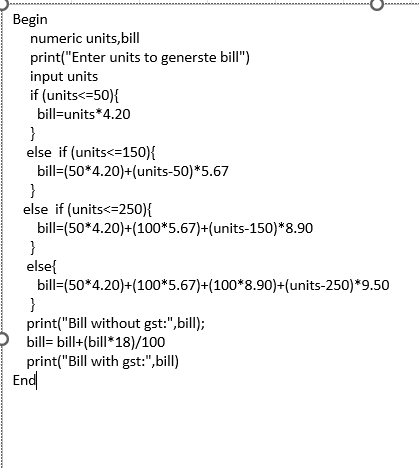 Begin
numeric units,bill
print("Enter units to generste bill")
input units
if (units<=50){
bill=units*4.20
}
else  if (units<=150){
bill=(50*4.20)+(units-50)*5.67
}
else  if (units<=250){
bill=(50*4.20)+(100*5.67)+(units-150)*8.90
}
else{
bill=(50*4.20)+(100*5.67)+(100*8.90)+(units-250)*9.50
}
print("Bill without gst:",bill);
bill= bill+(bill*18)/100
print("Bill with gst:",bill)
End